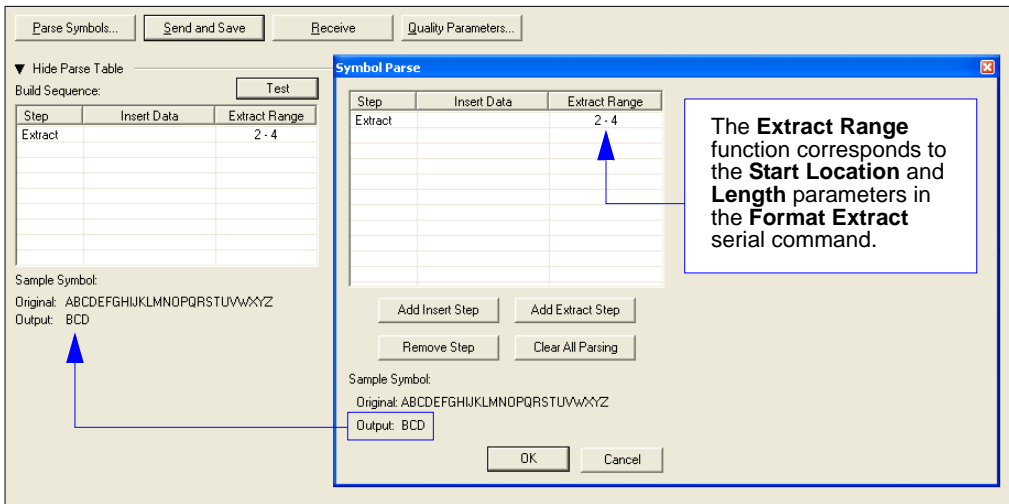 Parse Symbols... Send and Save Receive Quality Parameters...
Hide Parse Table
Build Sequence: Test
Step Insert Data Extract Range
Extract 2 - 4
Sample Symbol:
Original: ABCDEFGHIJKLMNOPQRSTUVWXYZ
Output: BCD
Symbol Parse
Step Insert Data Extract Range
Extract 2 - 4
Add Insert Step Add Extract Step
Remove Step Clear All Parsing
Sample Symbol:
Original: ABCDEFGHIJKLMNOPQRSTUVWXYZ
Output: BCD
OK Cancel
The Extract Range
function corresponds to
the Start Location and
Length parameters in
the Format Extract
serial command.